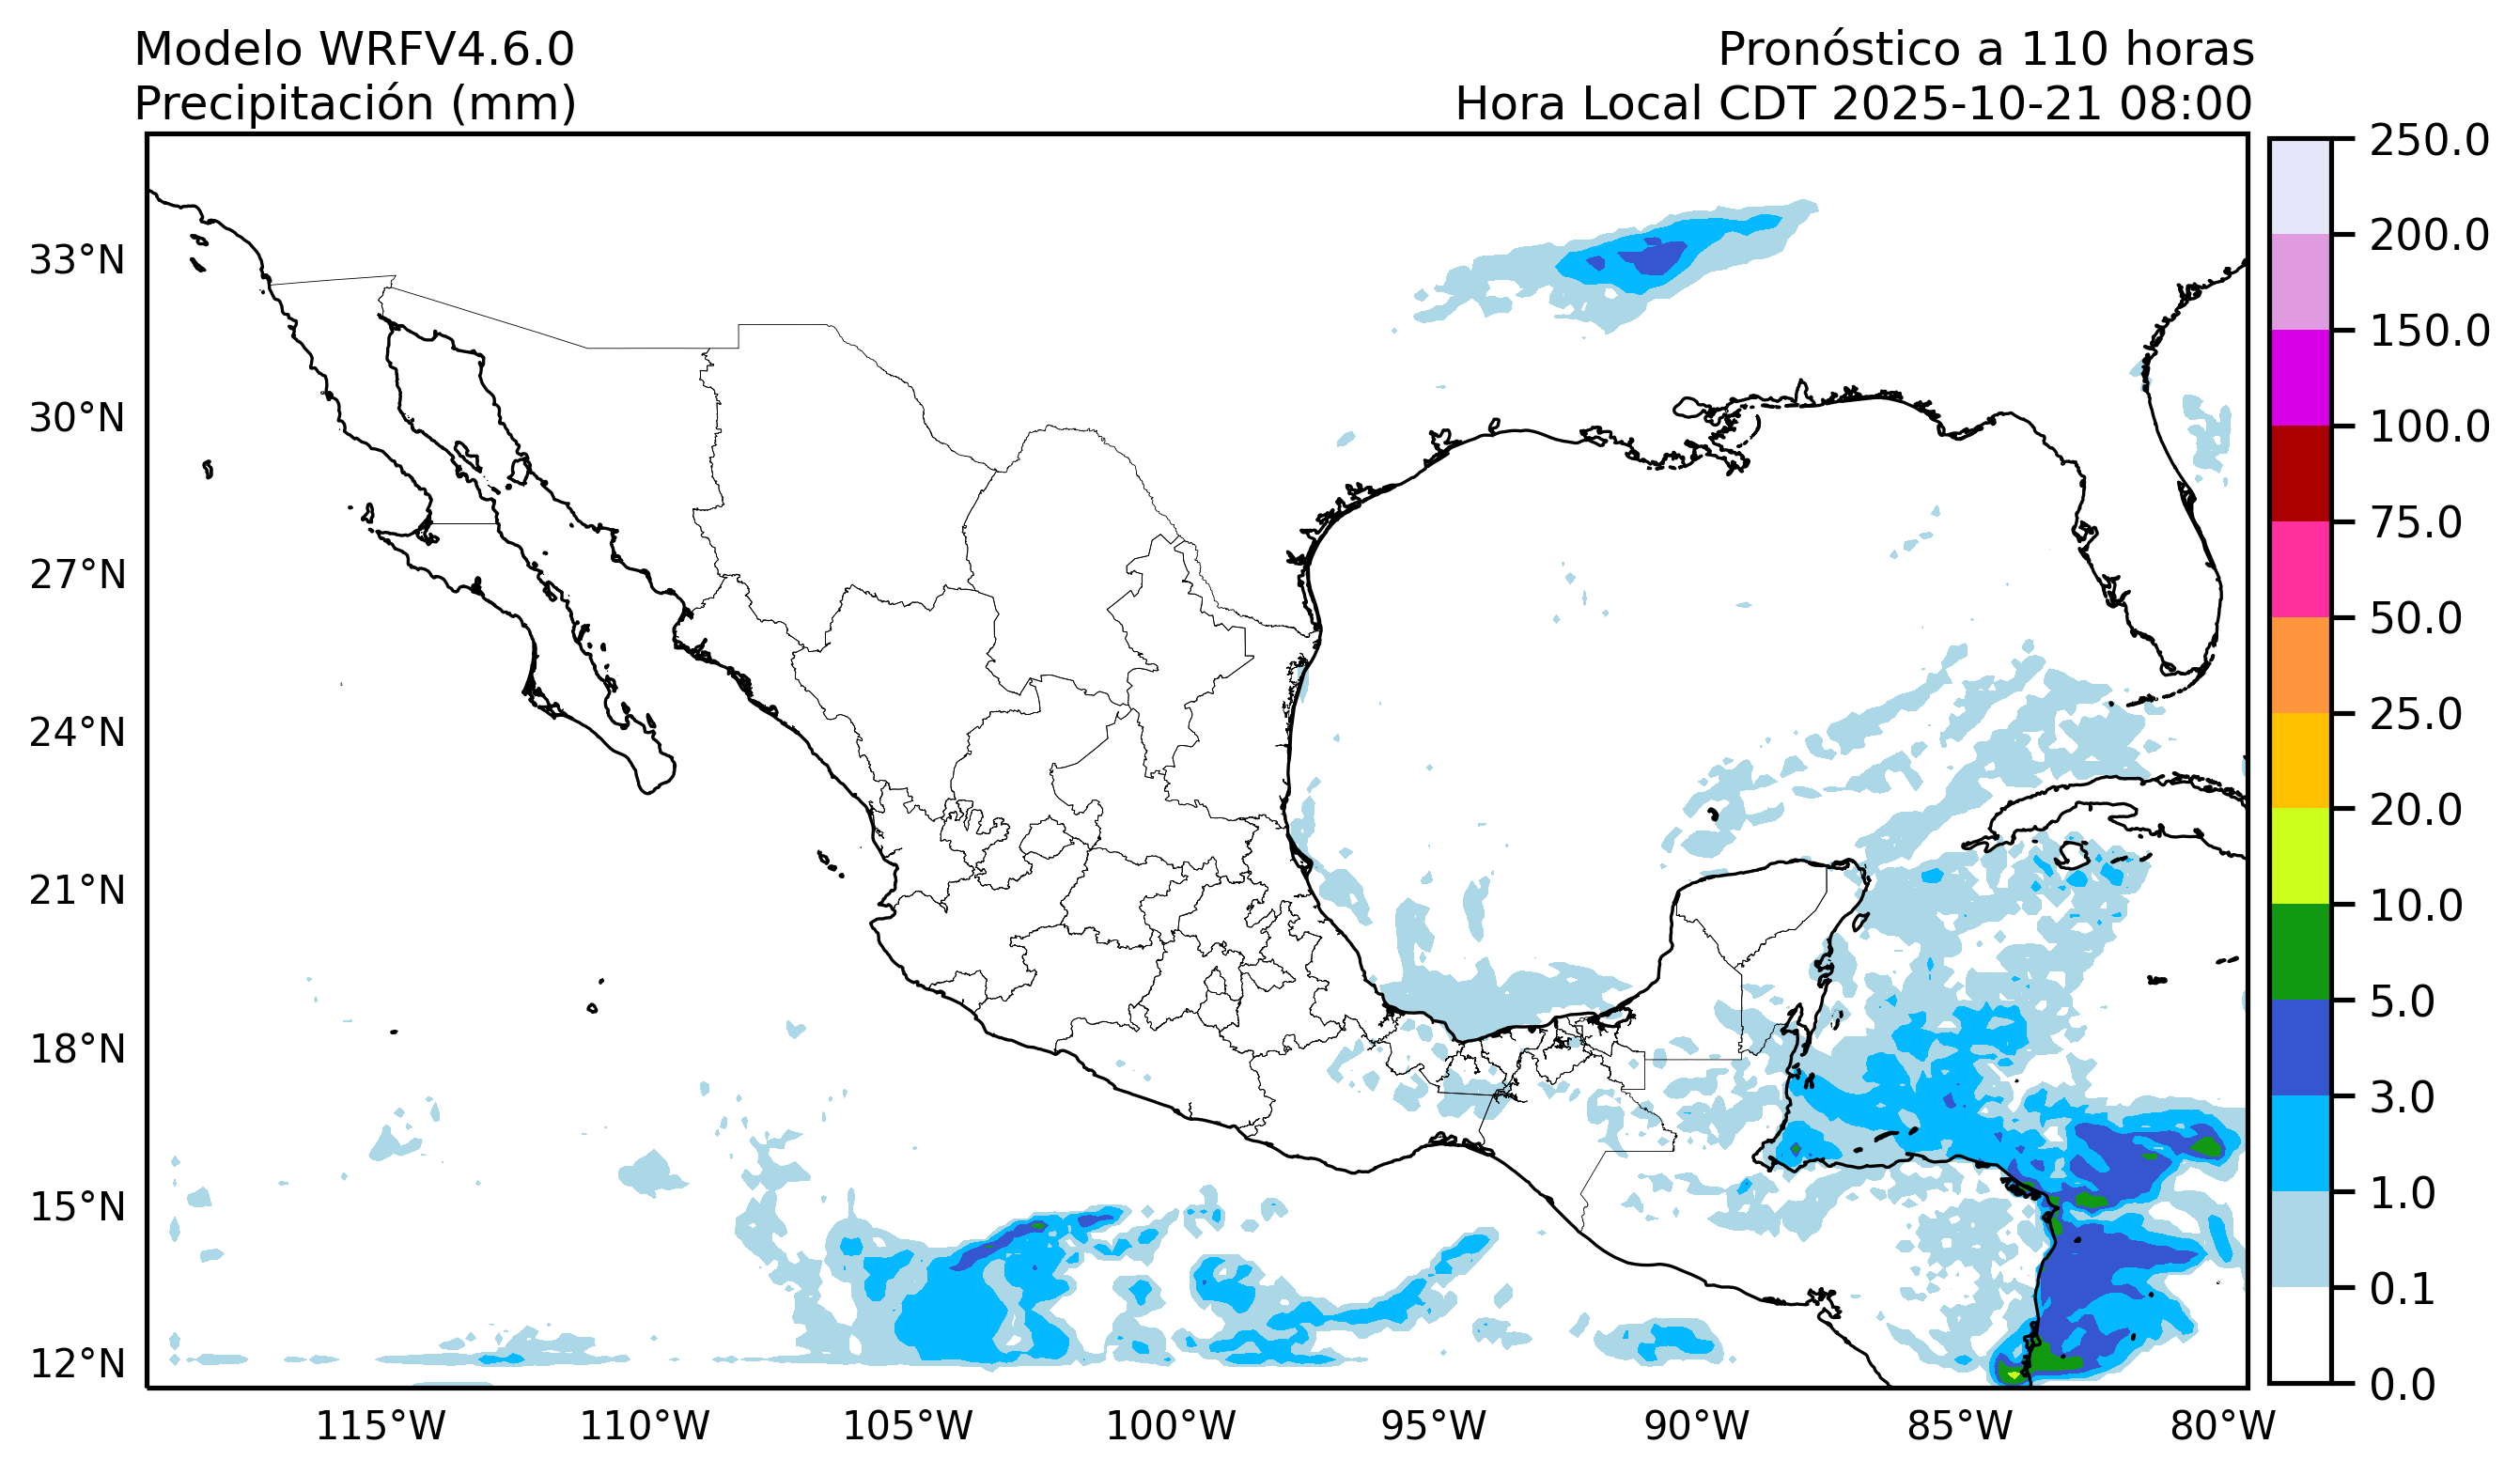 Modelo WRFV4.6.0
Precipitación (mm)
Pronóstico a 110 horas
Hora Local CDT 2025-10-21 08:00
33°N
30°N
27°N
24°N
21°N
18°N
15°N
12°N
115°W
110°W
105°W
100°W
95°W
90°W
85°W
80°W
250.0
200.0
150.0
100.0
75.0
50.0
25.0
20.0
10.0
5.0
3.0
1.0
0.1
0.0